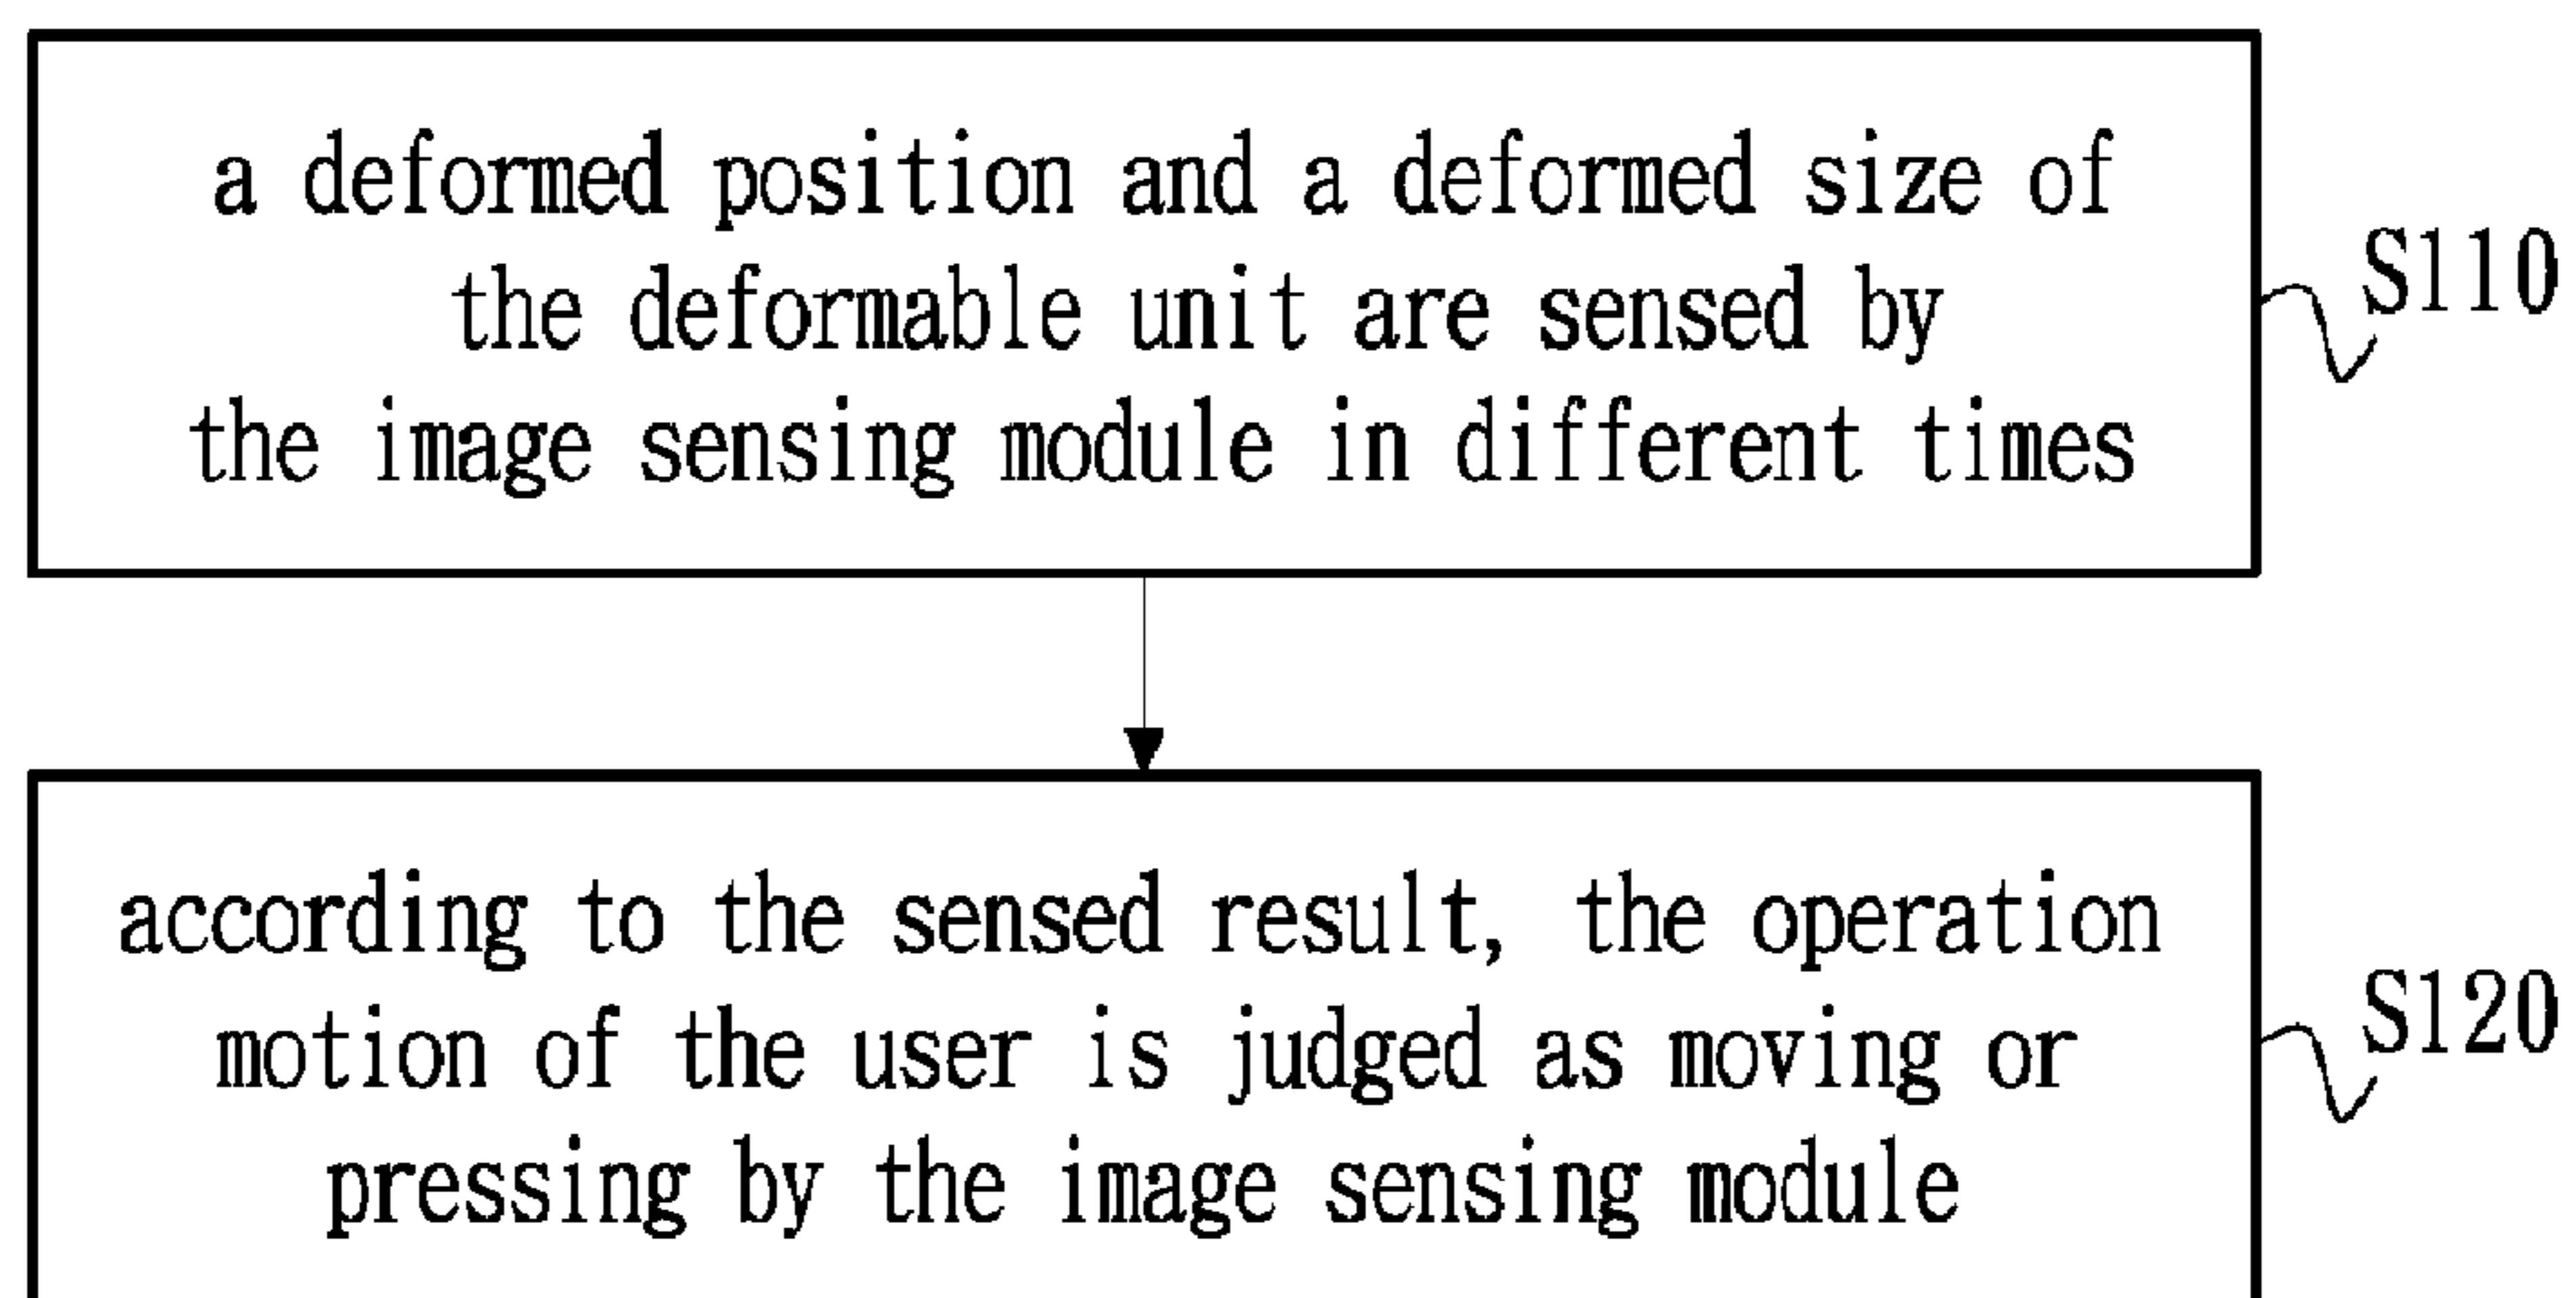 a deformed position and a deformed size of
the deformable unit are sensed by
the image sensing module in different times
S110
according to the sensed result, the operation
motion of the user is judged as moving or
pressing by the image sensing module
S120